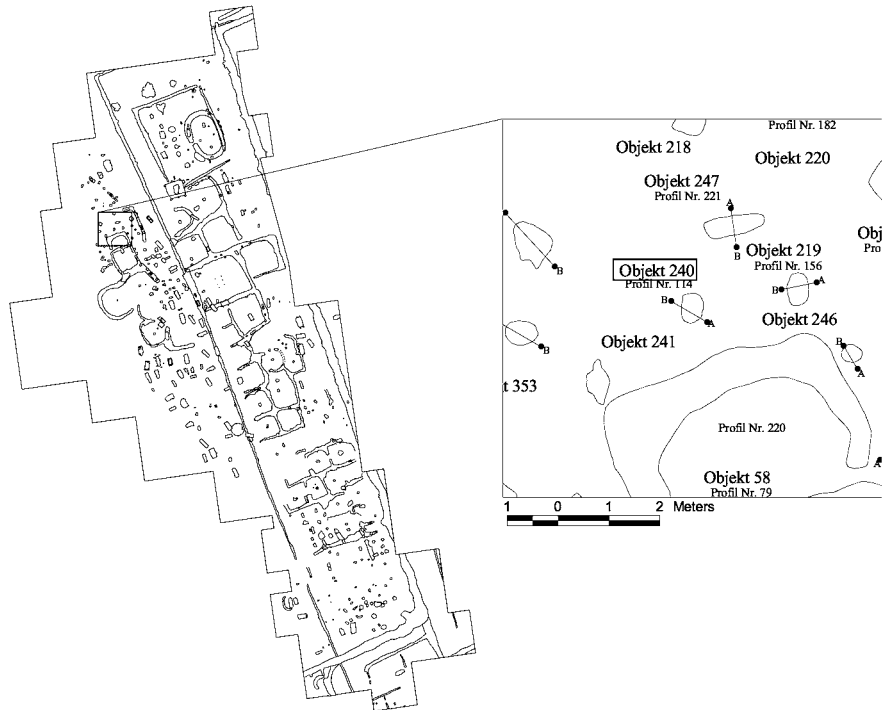 Profil Nr. 182
Objekt 218
Objekt 220
Objekt 247
Profil Nr. 221
A
Obj
B
Objekt 219
Pro
Profil Nr. 156
B
Objekt 240
Profil Nr. 114
B
A
B
A
Objekt 246
B
Objekt 241
B
A
t 353
Profil Nr. 220
A
Objekt 58
Profil Nr. 79
1 0 1 2 Meters